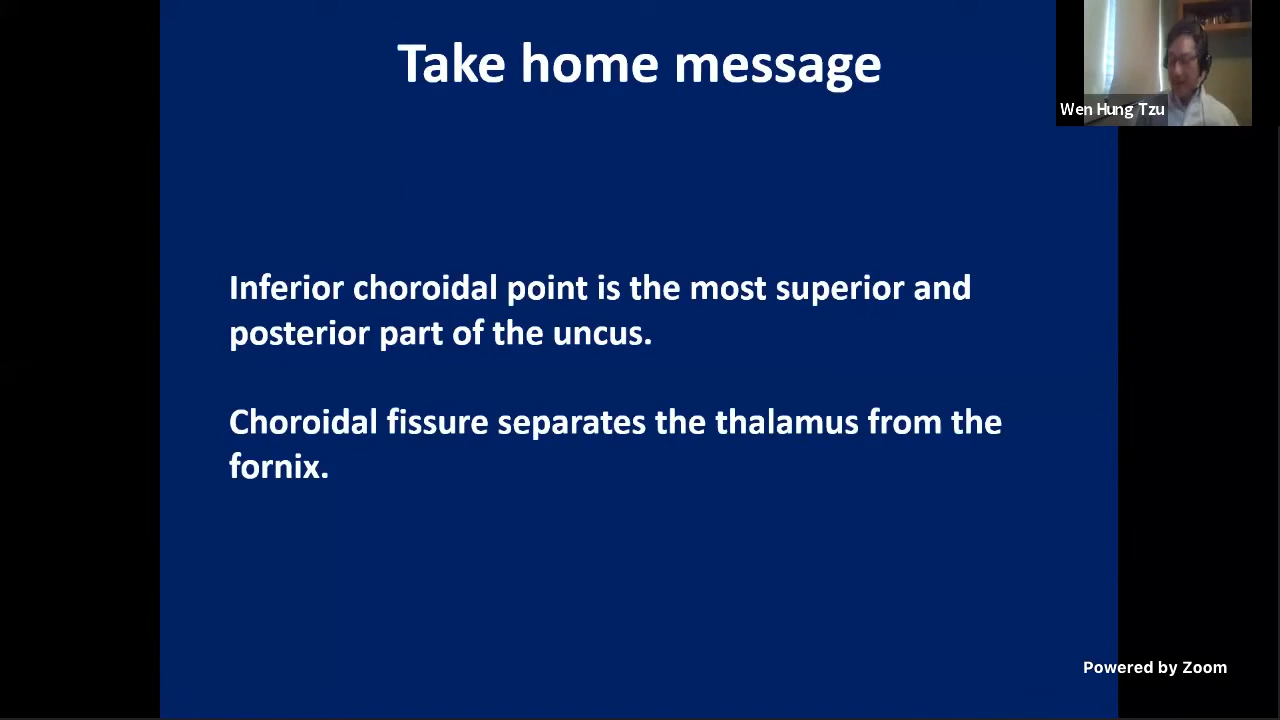 Take home message
Wen Hung Tzu
Inferior choroidal point is the most superior and
posterior part of the uncus.
Choroidal fissure separates the thalamus from the
fornix.
Powered by Zoom